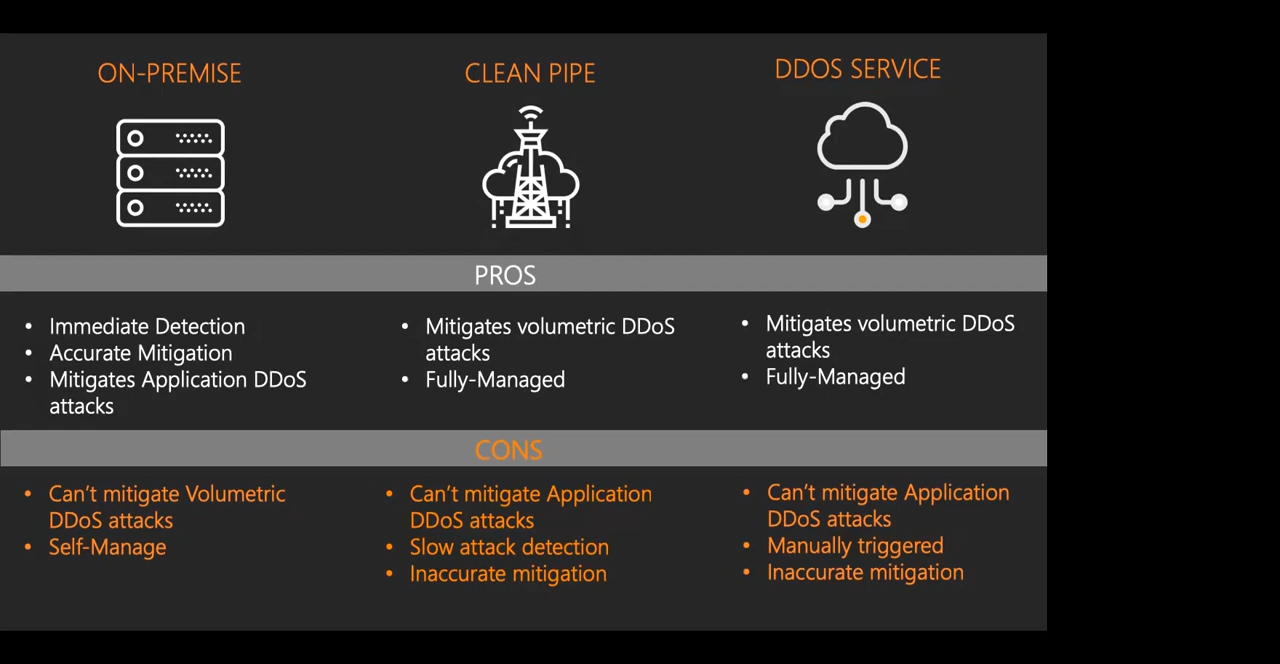 ON-PREMISE
CLEAN PIPE
DDOS SERVICE
PROS
• Immediate Detection
• Accurate Mitigation
• Mitigates Application DDoS
attacks
• Mitigates volumetric DDoS
attacks
• Fully-Managed
• Mitigates volumetric DDoS
attacks
• Fully-Managed
CONS
• Can't mitigate Volumetric
DDoS attacks
• Self-Manage
• Can't mitigate Application
DDoS attacks
• Slow attack detection
• Inaccurate mitigation
• Can't mitigate Application
DDoS attacks
• Manually triggered
• Inaccurate mitigation